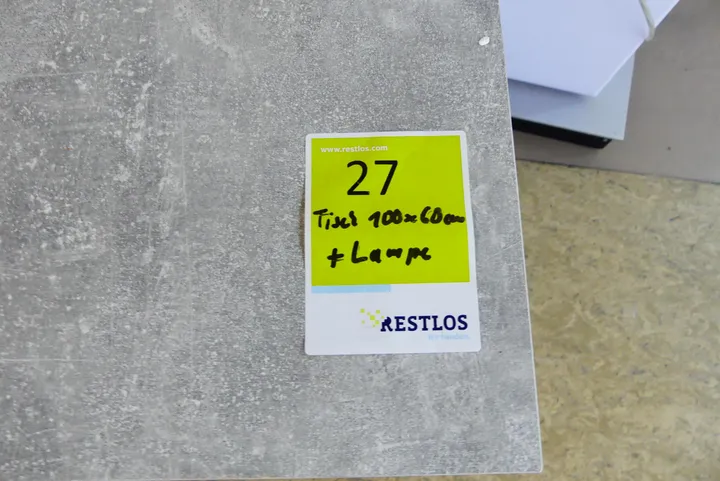 www.restlos.com
27
Tisch 100x60cm
+ Lampe
RESTLOS